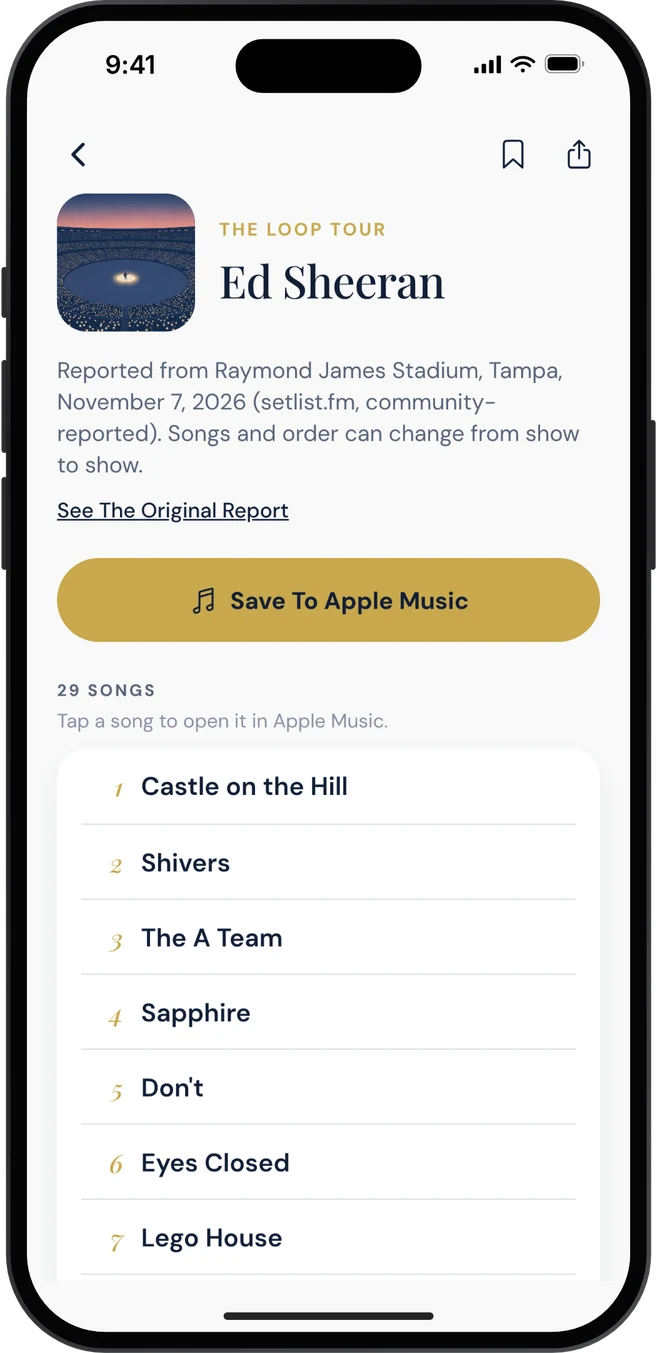 9:41
THE LOOP TOUR
Ed Sheeran
Reported from Raymond James Stadium, Tampa,
November 7, 2026 (setlist.fm, community-
reported). Songs and order can change from show
to show.
See The Original Report
Save To Apple Music
29 SONGS
Tap a song to open it in Apple Music.
1 Castle on the Hill
2 Shivers
3 The A Team
4 Sapphire
5 Don't
6 Eyes Closed
7 Lego House